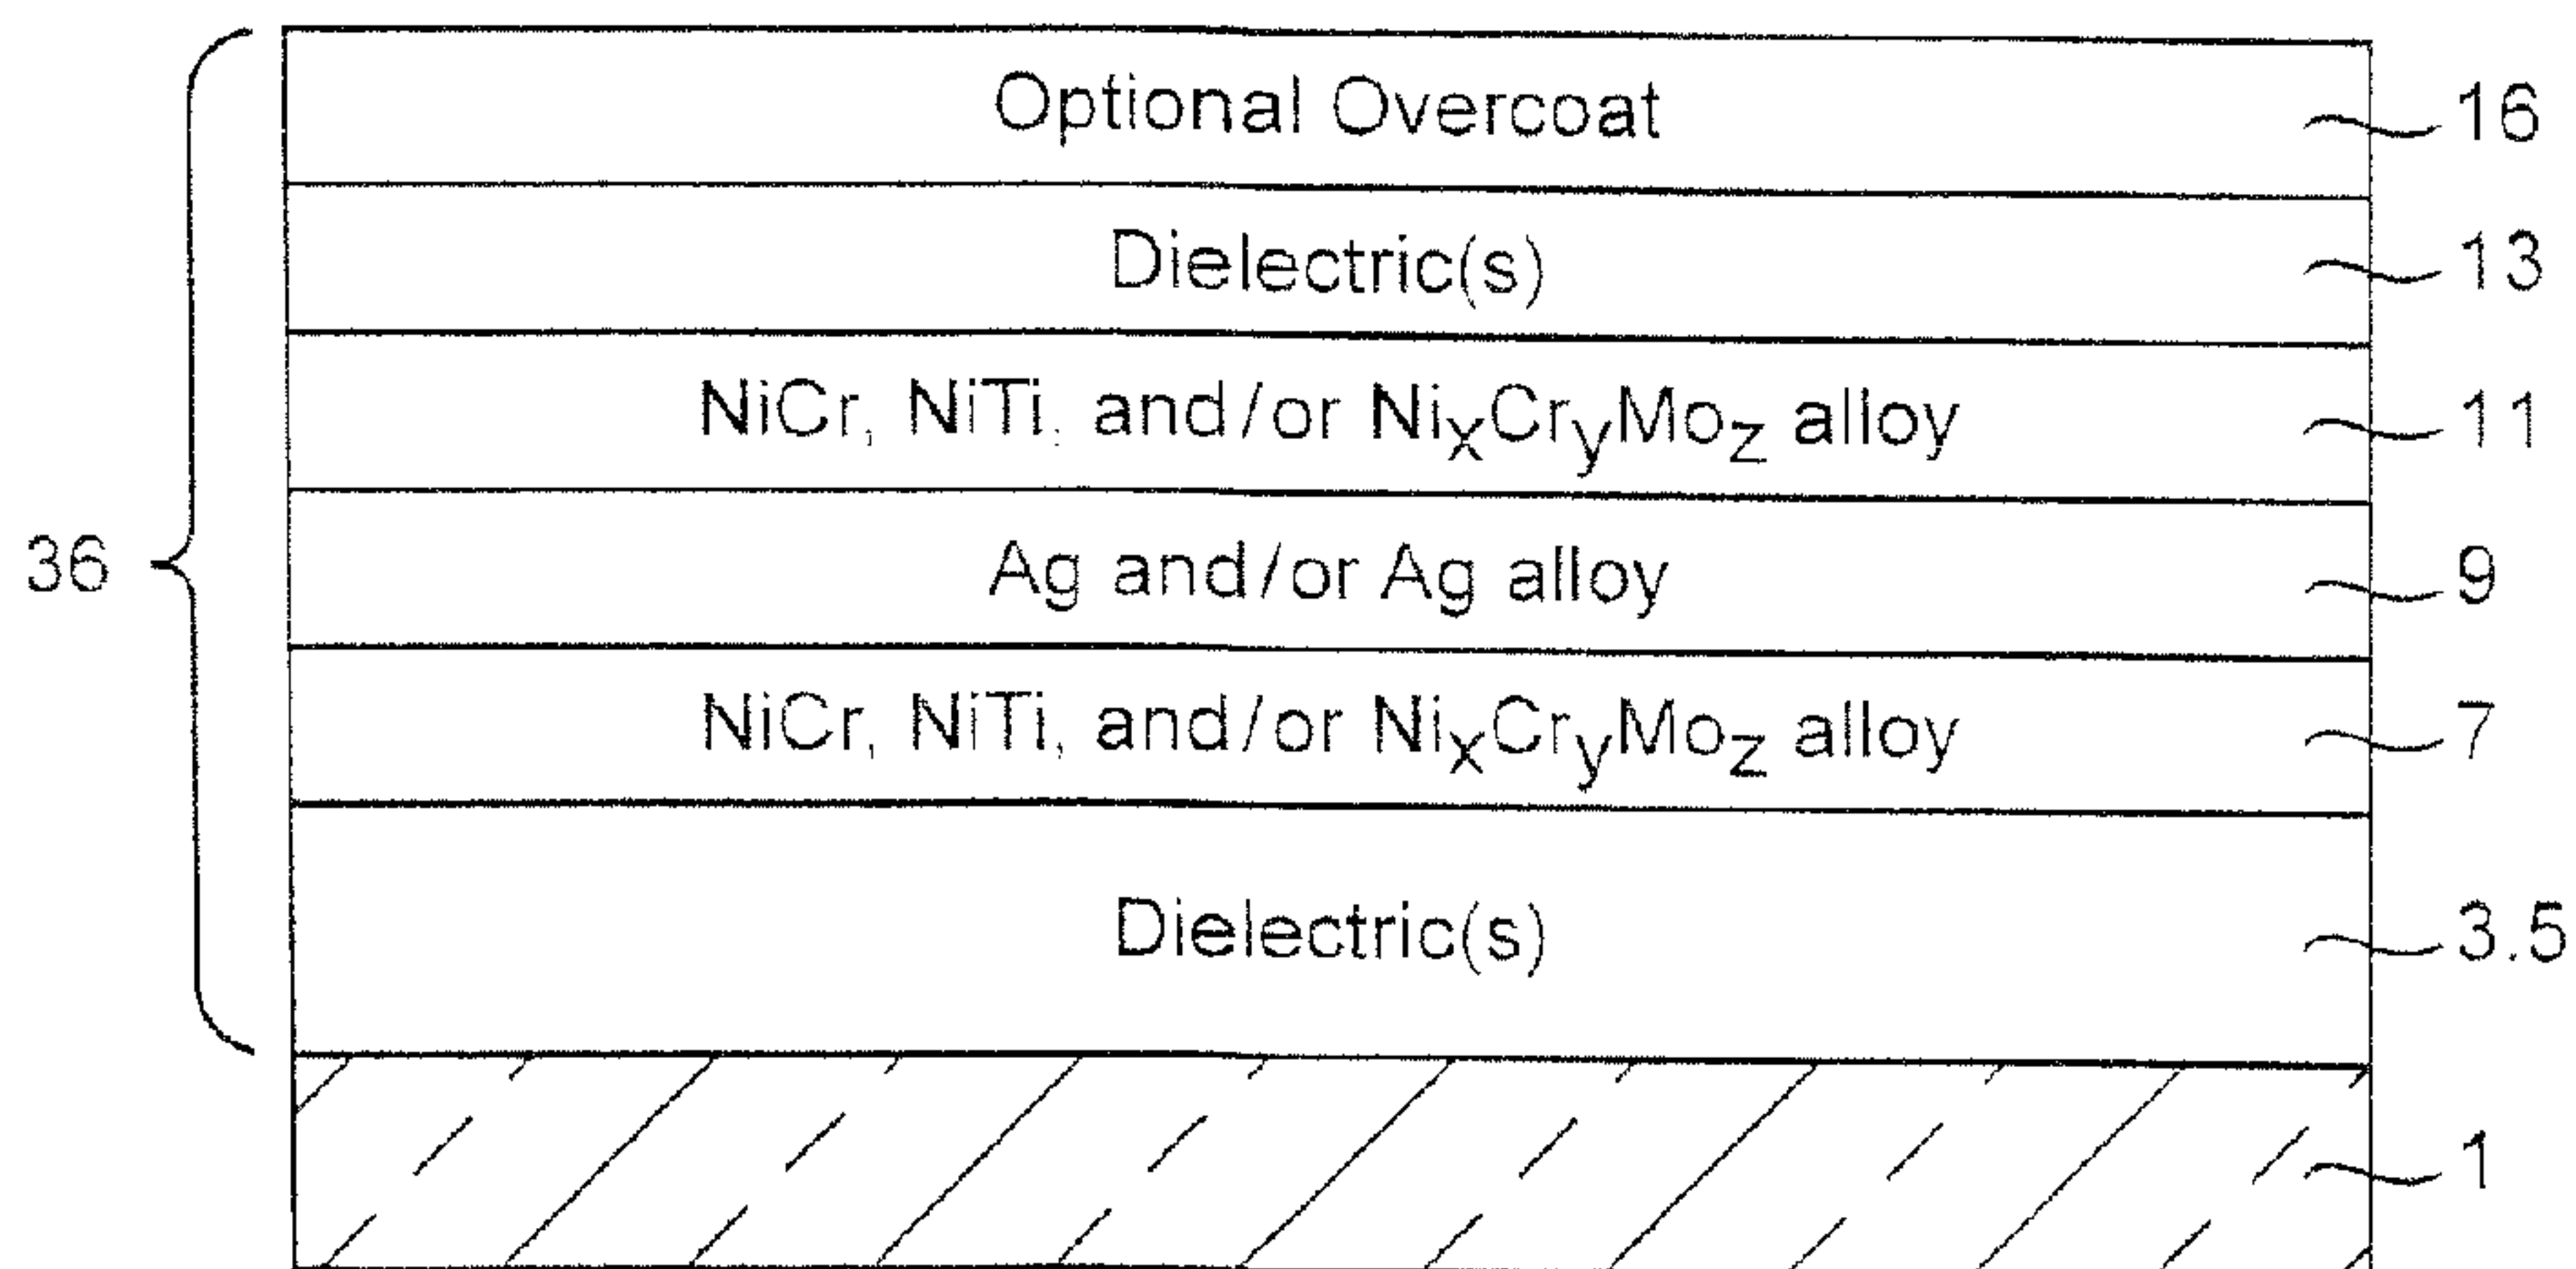 Optional Overcoat 16
Dielectric(s) 13
NiCr, NiTi, and/or NixCryMoz alloy 11
36 Ag and/or Ag alloy 9
NiCr, NiTi, and/or NixCryMoz alloy 7
Dielectric(s) 3.5
1